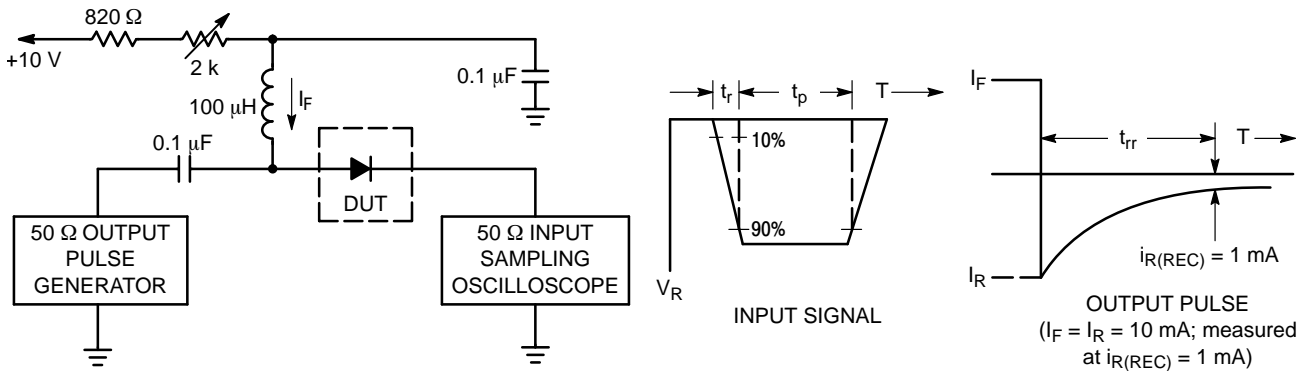 820 Ω
+10 V
2 k
100 μH
I_F
0.1 μF
0.1 μF
DUT
50 Ω OUTPUT
PULSE
GENERATOR
50 Ω INPUT
SAMPLING
OSCILLOSCOPE
t_r
t_p
T
10%
90%
V_R
INPUT SIGNAL
I_F
t_rr
T
I_R
i_R(REC) = 1 mA
OUTPUT PULSE
(I_F = I_R = 10 mA; measured
at i_R(REC) = 1 mA)